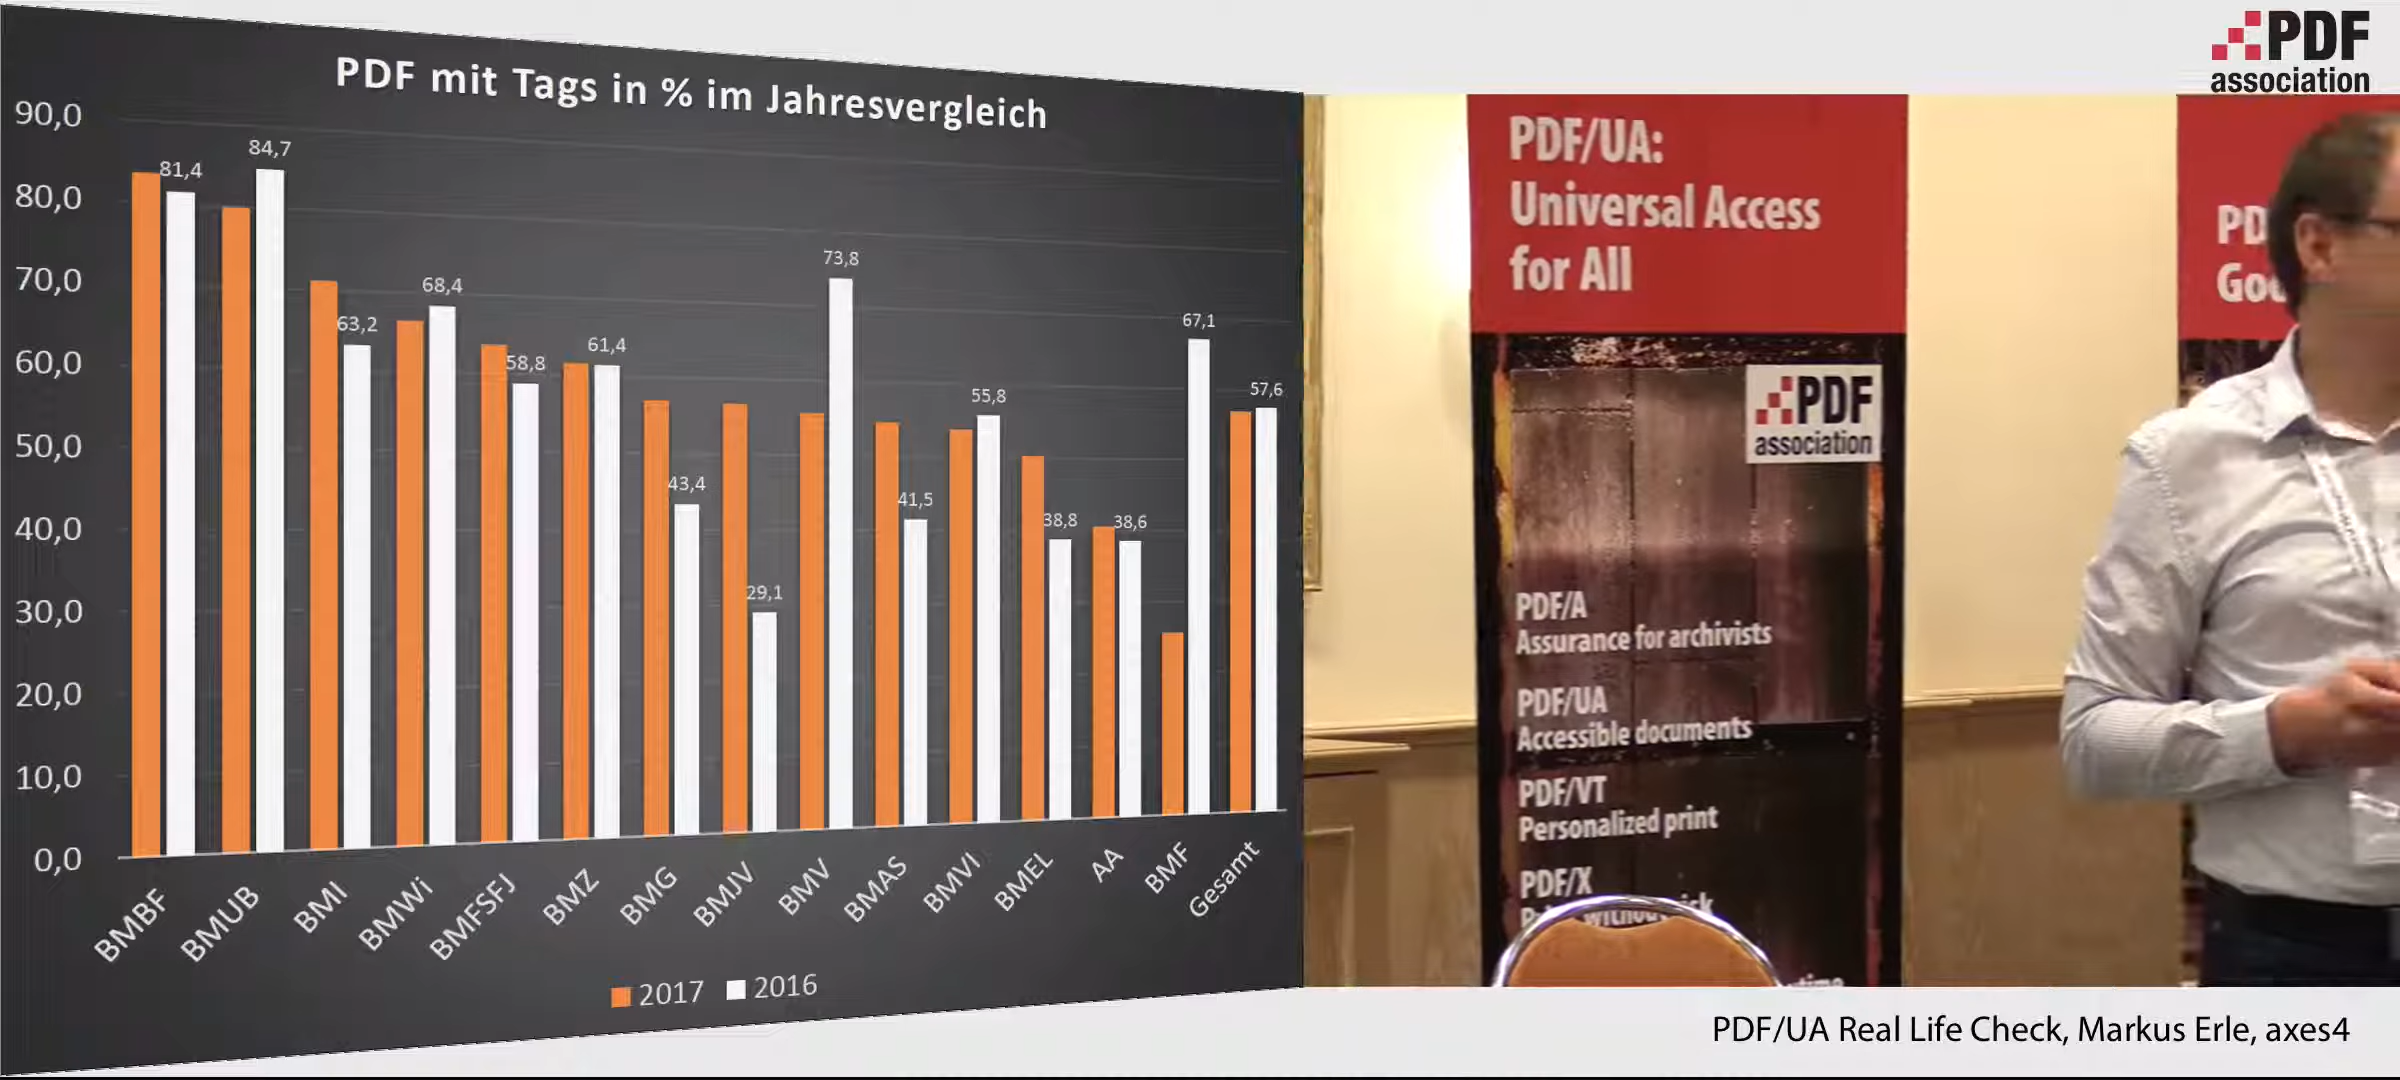 PDF mit Tags in % im Jahresvergleich
90,0
80,0
70,0
60,0
50,0
40,0
30,0
20,0
10,0
0,0
81,4
84,7
63,2
68,4
58,8
61,4
43,4
29,1
73,8
41,5
55,8
38,8
38,6
67,1
57,6
BMBF
BMUB
BMI
BMWi
BMFSFJ
BMZ
BMG
BMJV
BMV
BMAS
BMVI
BMEL
AA
BMF
Gesamt
2017
2016
PDF
association
PDF/UA:
Universal Access
for All
PDF
association
PDF/A
Assurance for archivists
PDF/UA
Accessible documents
PDF/VT
Personalized print
PDF/X
without
PD
PDF/UA Real Life Check, Markus Erle, axes4